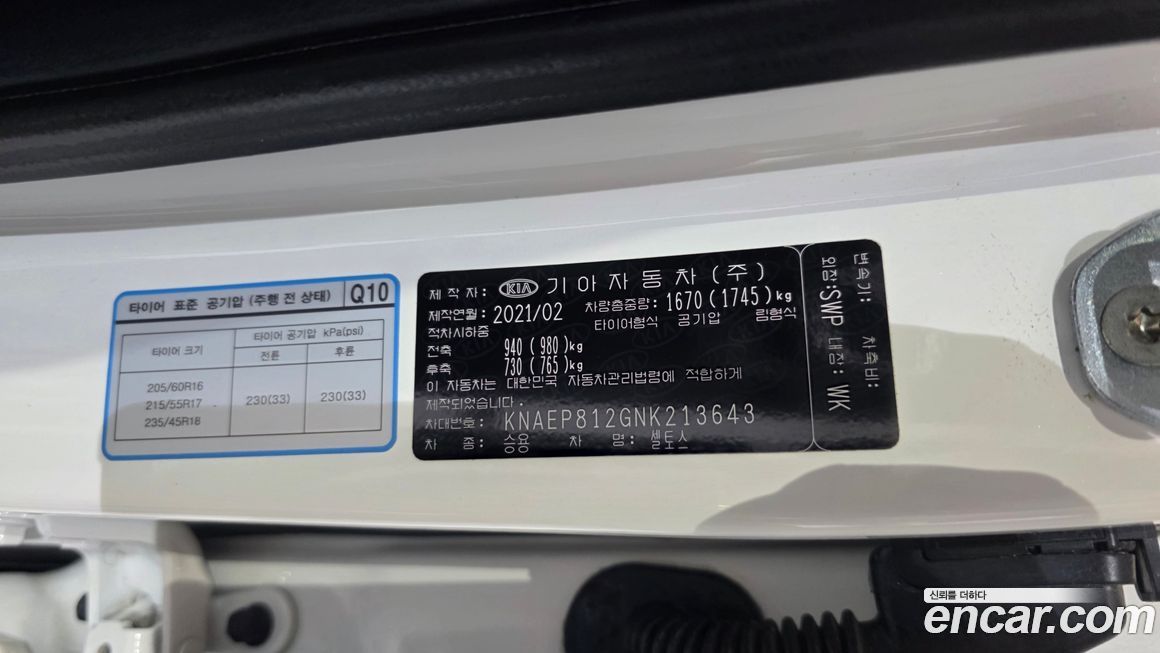 타이어 표준 공기압 (주행 전 상태) Q10
타이어 크기 타이어 공기압 kPa(psi)
전륜 후륜
205/60R16
215/55R17 230(33) 230(33)
235/45R18
제 작 자: KIA 기아자동차(주)
제작연월: 2021/02 차량총중량: 1670(1745)kg
적차시하중 타이어형식 공기압 림형식
전축 940( 980)kg
후축 730( 765)kg
이 자동차는 대한민국 자동차관리법령에 적합하게
제작되었습니다.
차대번호: KNAEP812GNK213643
차 종: 승용 차 명: 셀토스
변속기: 차축비:
외장:SWP 내장: WK
신뢰를 더하다
encar.com